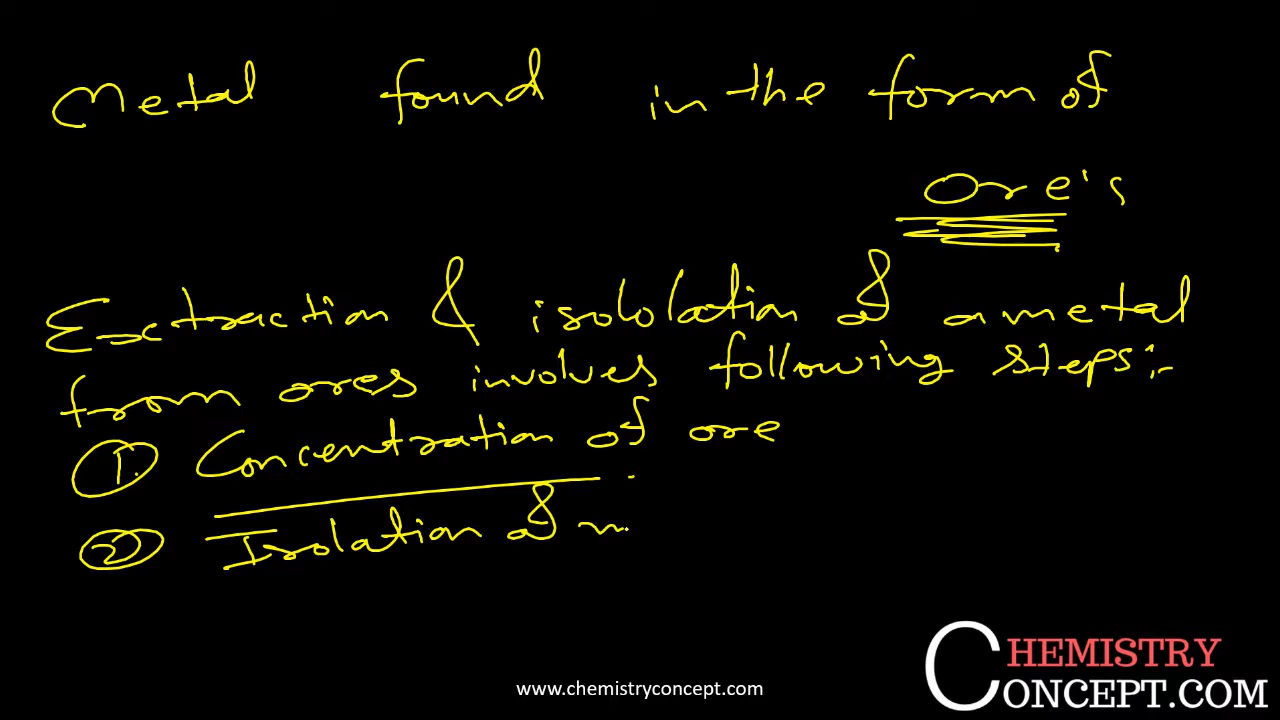 Metal found in the form of
Ore's
Extraction & isololation of a metal
from ores involves following steps:-
1. Concentration of ore
2 Isolation of
www.chemistryconcept.com
CHEMISTRY
CONCEPT.COM